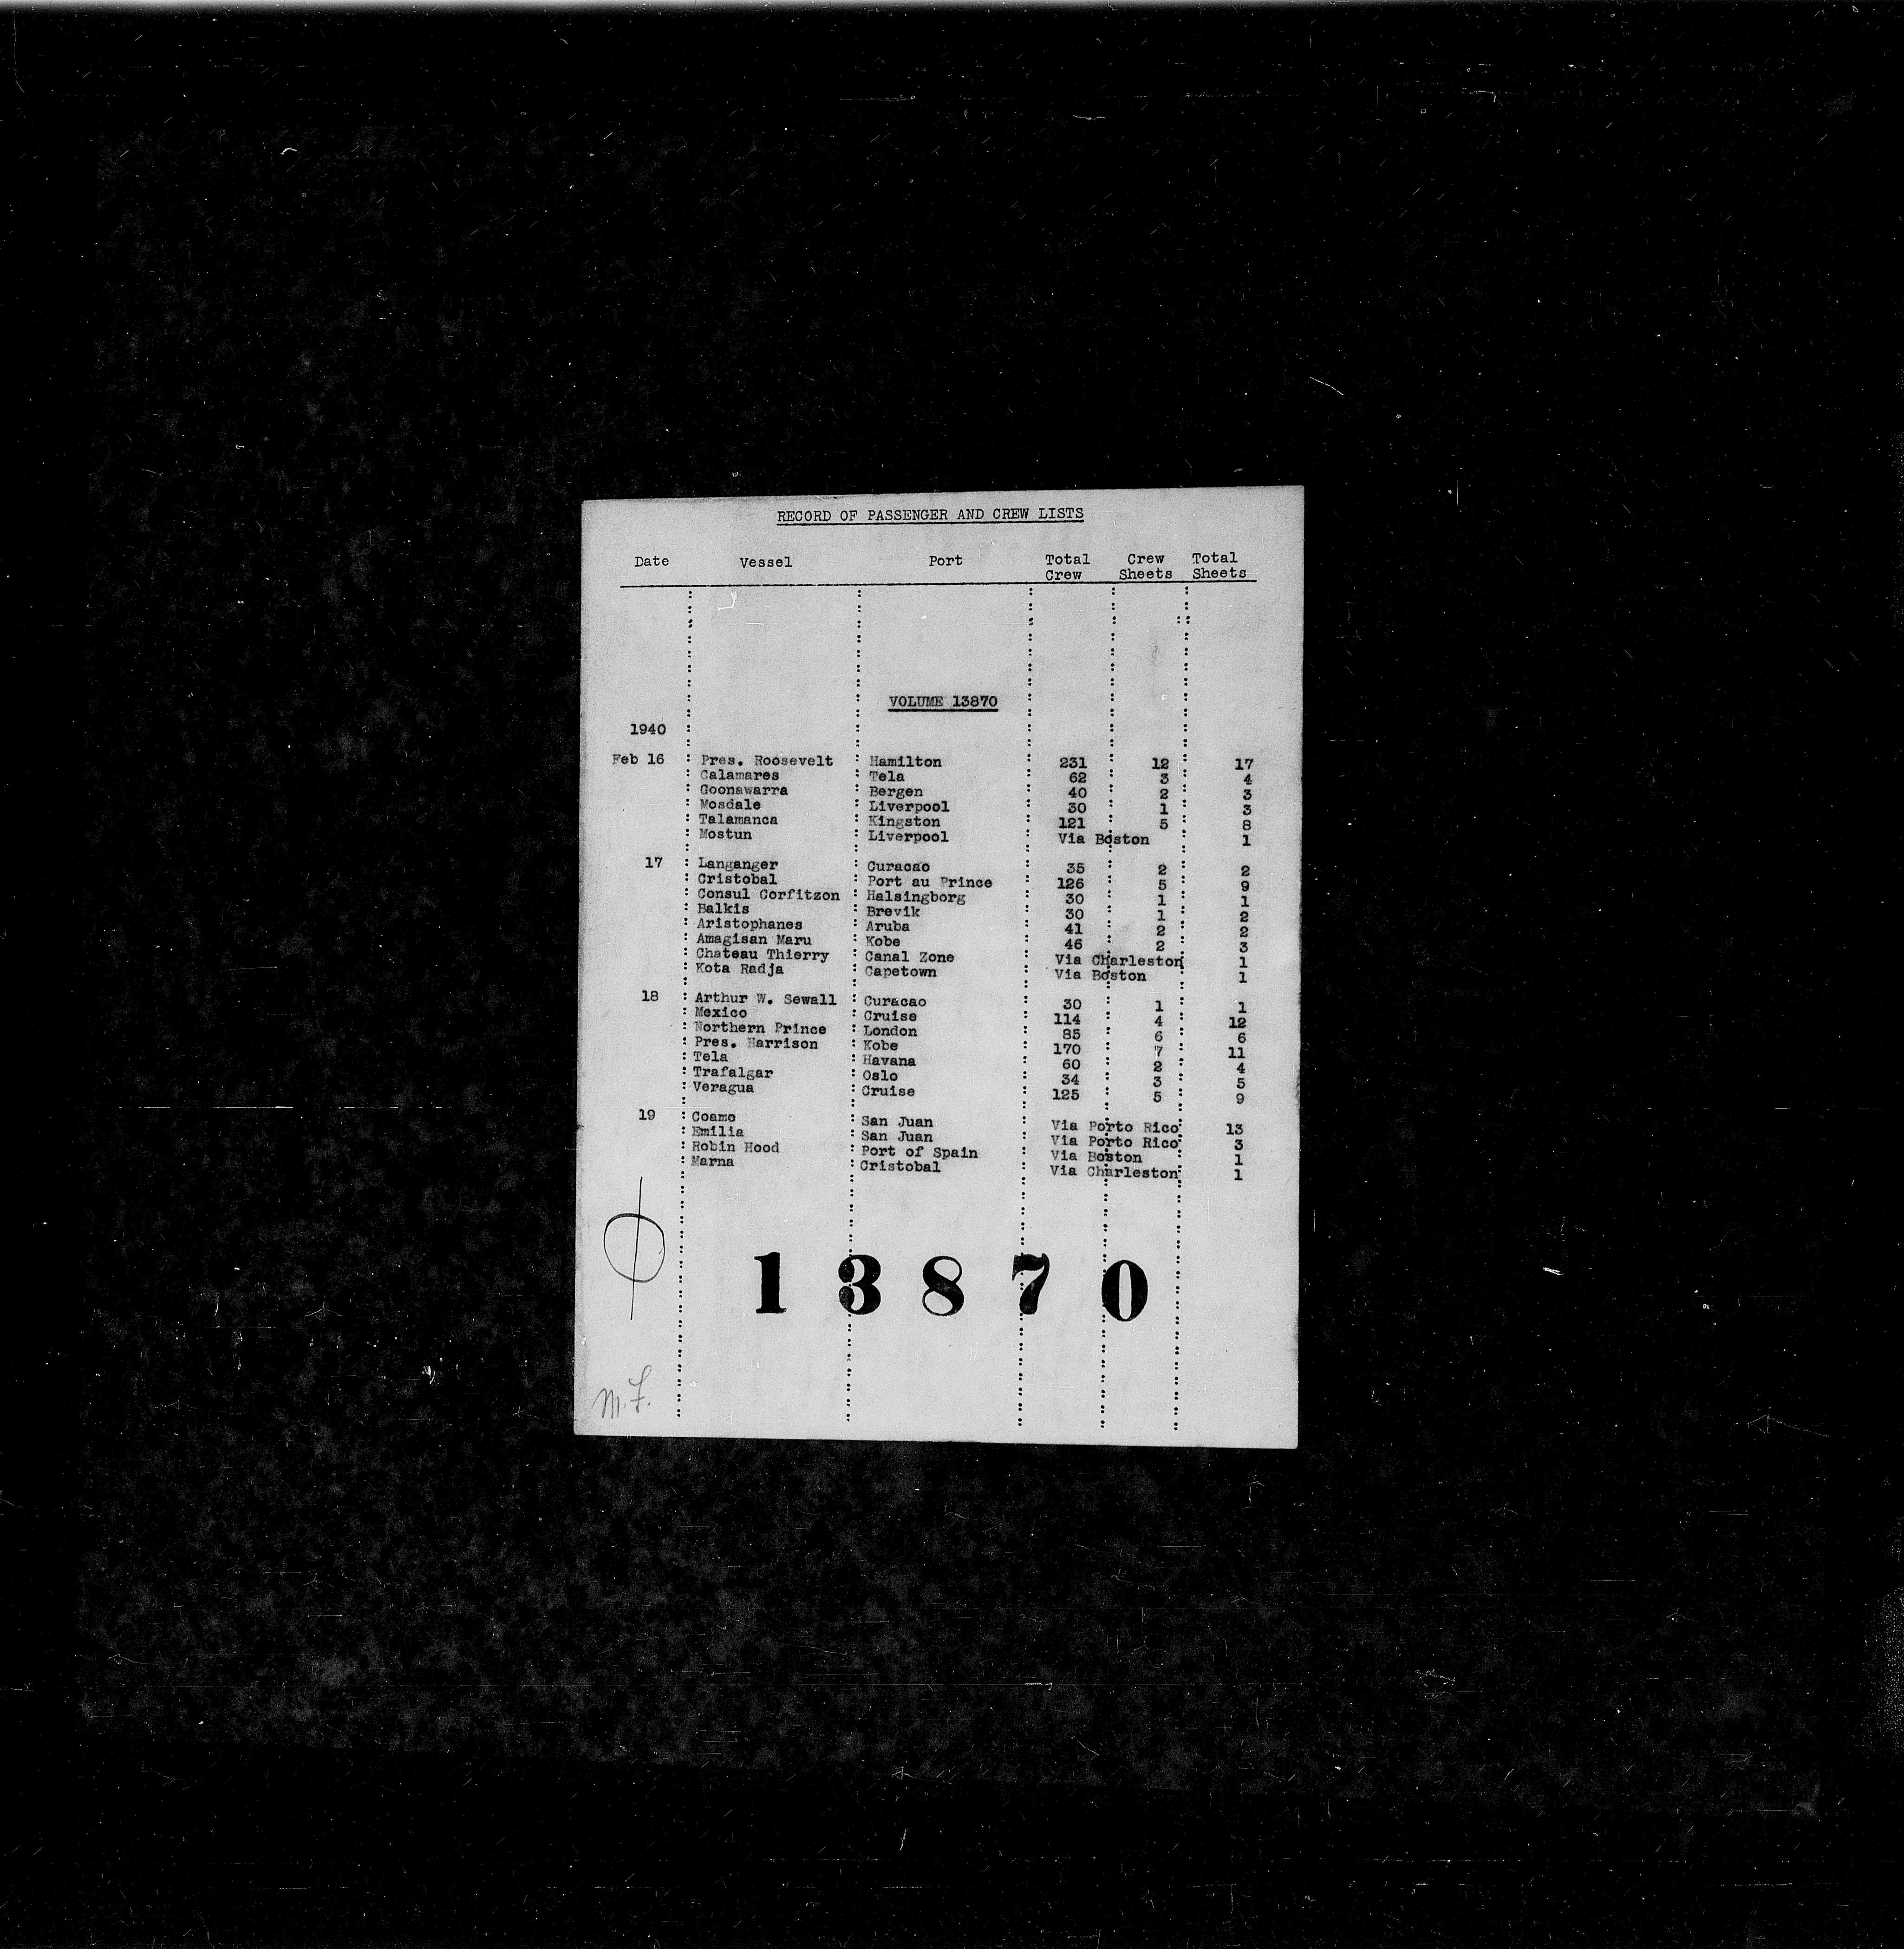 RECORD OF PASSENGER AND CREW LISTS
Date Vessel Port Total Crew Crew Sheets Total Sheets
VOLUME 13870
1940
Feb 16 Pres. Roosevelt Hamilton 231 12 17
Calamares Tela 62 3 4
Goonawarra Bergen 40 2 3
Mosdale Liverpool 30 1 3
Talamanca Kingston 121 5 8
Mostun Liverpool Via Boston 1
17 Langanger Curacao 35 2 2
Cristobal Port au Prince 126 5 9
Consul Corfitzon Halsingborg 30 1 1
Balkis Brevik 30 1 2
Aristophanes Aruba 41 2 2
Amagisan Maru Kobe 46 2 3
Chateau Thierry Canal Zone Via Charleston 1
Kota Radja Capetown Via Boston 1
18 Arthur W. Sewall Curacao 30 1 1
Mexico Cruise 114 4 12
Northern Prince London 85 6 6
Pres. Harrison Kobe 170 7 11
Tela Havana 60 2 4
Trafalgar Oslo 34 3 5
Veragua Cruise 125 5 9
19 Coamo San Juan Via Porto Rico 13
Emilia San Juan Via Porto Rico 3
Robin Hood Port of Spain Via Boston 1
Marna Cristobal Via Charleston 1
13870
M.F.